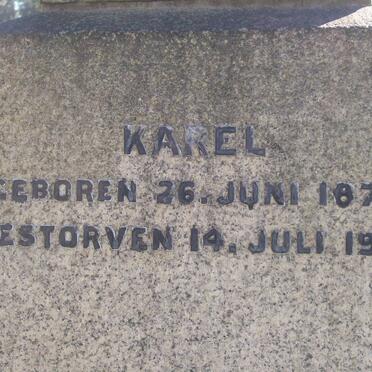 KAREL
GEBOREN 26. JUNI 187
ESTORVEN 14. JULI 19